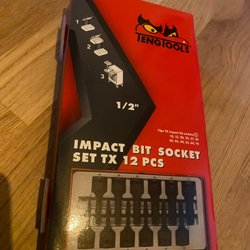 TENGTOOLS
1
2
3
1/2"
IMPACT BIT SOCKET
SET TX 12 PCS